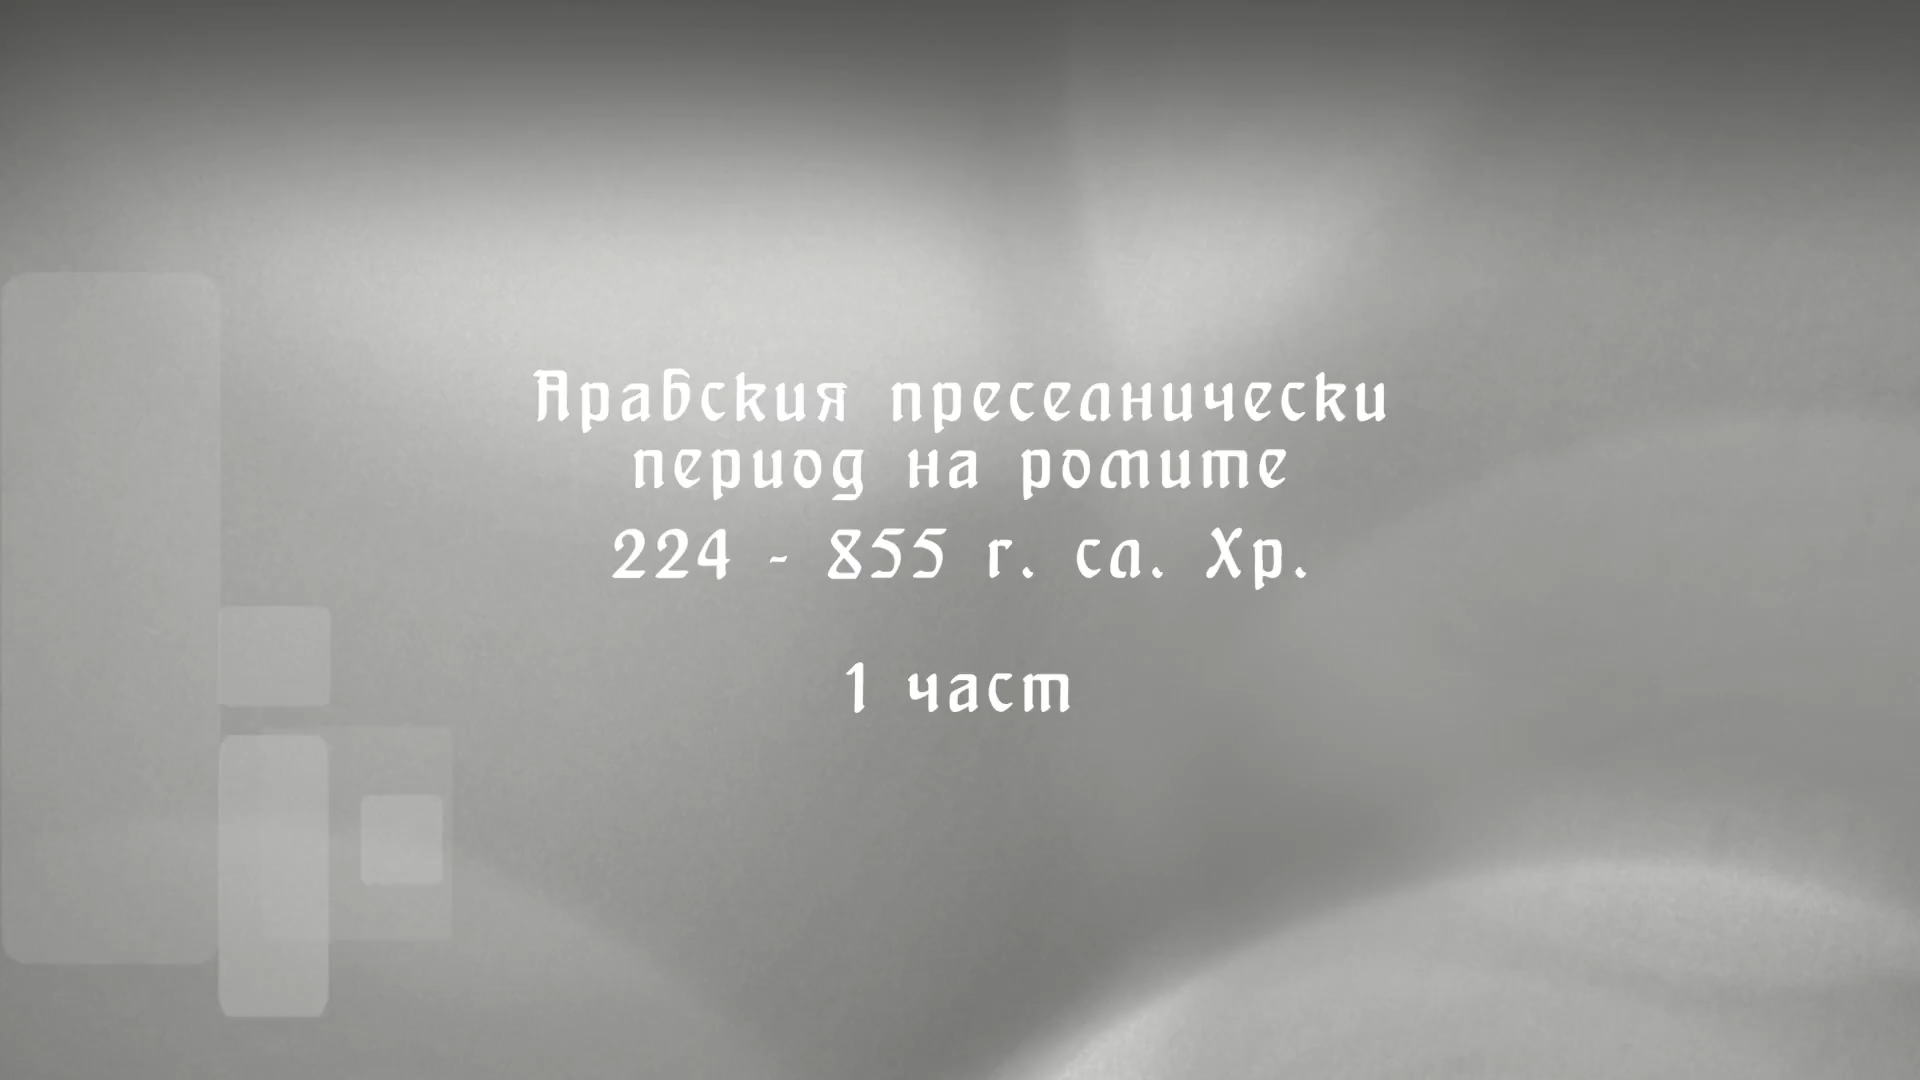 Арабския преселнически
период на ромите
224 - 855 г. сл. Хр.
1 част